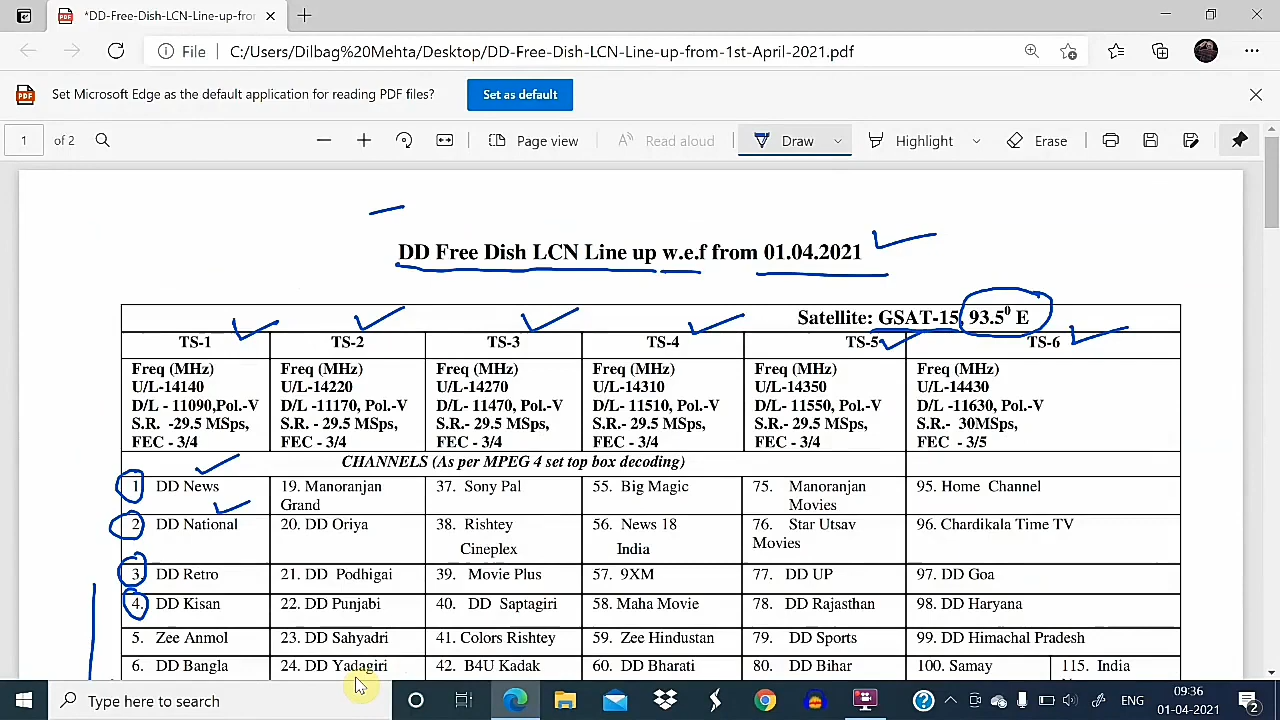 *DD-Free-Dish-LCN-Line-up-fror
File C:/Users/Dilbag%20Mehta/Desktop/DD-Free-Dish-LCN-Line-up-from-1st-April-2021.pdf
Set Microsoft Edge as the default application for reading PDF files? Set as default
1 of 2 Page view Read aloud Draw Highlight Erase
DD Free Dish LCN Line up w.e.f from 01.04.2021
Satellite: GSAT-15, 93.5⁰ E
TS-1 TS-2 TS-3 TS-4 TS-5 TS-6
Freq (MHz) Freq (MHz) Freq (MHz) Freq (MHz) Freq (MHz) Freq (MHz)
U/L-14140 U/L-14220 U/L-14270 U/L-14310 U/L-14350 U/L-14430
D/L - 11090,Pol.-V D/L -11170, Pol.-V D/L- 11470, Pol.-V D/L- 11510, Pol.-V D/L- 11550, Pol.-V D/L -11630, Pol.-V
S.R. -29.5 MSps, S.R. - 29.5 MSps, S.R.- 29.5 MSps, S.R.- 29.5 MSps, S.R.- 29.5 MSps, S.R.- 30MSps,
FEC - 3/4 FEC - 3/4 FEC - 3/4 FEC - 3/4 FEC - 3/4 FEC - 3/5
CHANNELS (As per MPEG 4 set top box decoding)
1. DD News 19. Manoranjan Grand 37. Sony Pal 55. Big Magic 75. Manoranjan Movies 95. Home Channel
2. DD National 20. DD Oriya 38. Rishtey Cineplex 56. News 18 India 76. Star Utsav Movies 96. Chardikala Time TV
3. DD Retro 21. DD Podhigai 39. Movie Plus 57. 9XM 77. DD UP 97. DD Goa
4. DD Kisan 22. DD Punjabi 40. DD Saptagiri 58. Maha Movie 78. DD Rajasthan 98. DD Haryana
5. Zee Anmol 23. DD Sahyadri 41. Colors Rishtey 59. Zee Hindustan 79. DD Sports 99. DD Himachal Pradesh
6. DD Bangla 24. DD Yadagiri 42. B4U Kadak 60. DD Bharati 80. DD Bihar 100. Samay 115. India
Type here to search ENG 09:36
01-04-2021 2